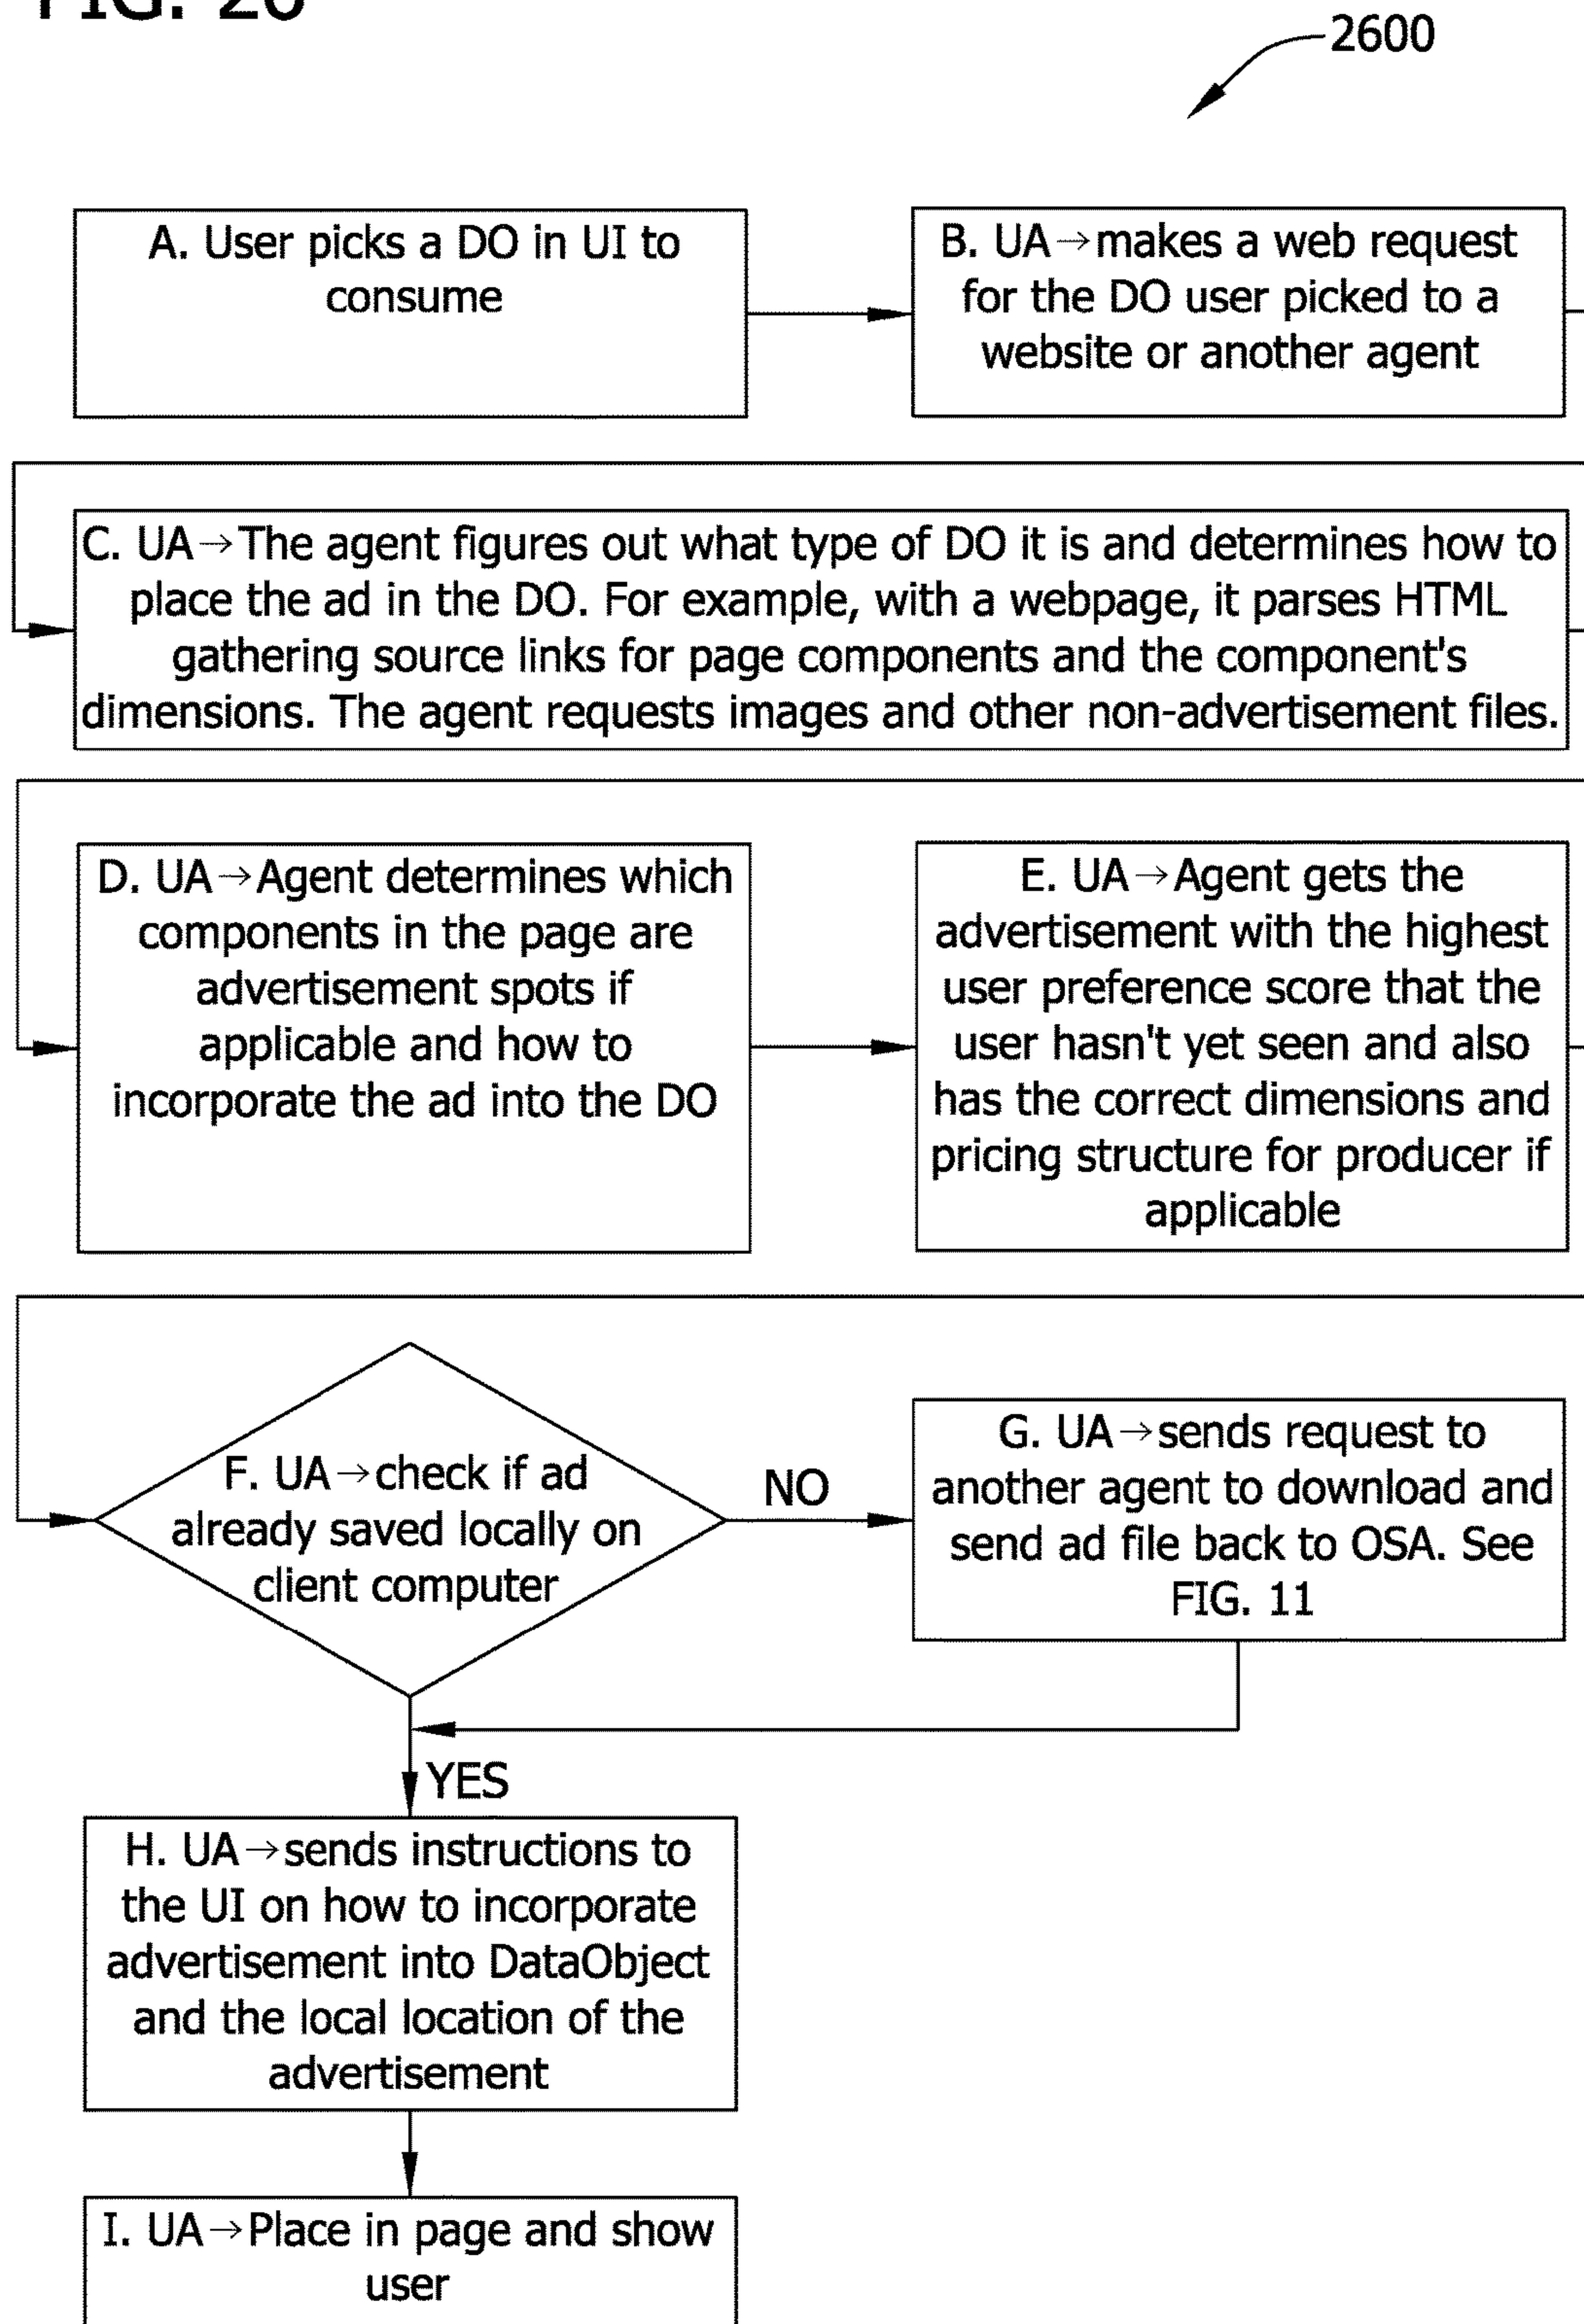 FIG. 26
2600
A. User picks a DO in UI to
consume
B. UA→makes a web request
for the DO user picked to a
website or another agent
C. UA→The agent figures out what type of DO it is and determines how to
place the ad in the DO. For example, with a webpage, it parses HTML
gathering source links for page components and the component's
dimensions. The agent requests images and other non-advertisement files.
D. UA→Agent determines which
components in the page are
advertisement spots if
applicable and how to
incorporate the ad into the DO
E. UA→Agent gets the
advertisement with the highest
user preference score that the
user hasn't yet seen and also
has the correct dimensions and
pricing structure for producer if
applicable
F. UA→check if ad
already saved locally on
client computer
NO
G. UA→sends request to
another agent to download and
send ad file back to OSA. See
FIG. 11
YES
H. UA→sends instructions to
the UI on how to incorporate
advertisement into DataObject
and the local location of the
advertisement
I. UA→Place in page and show
user